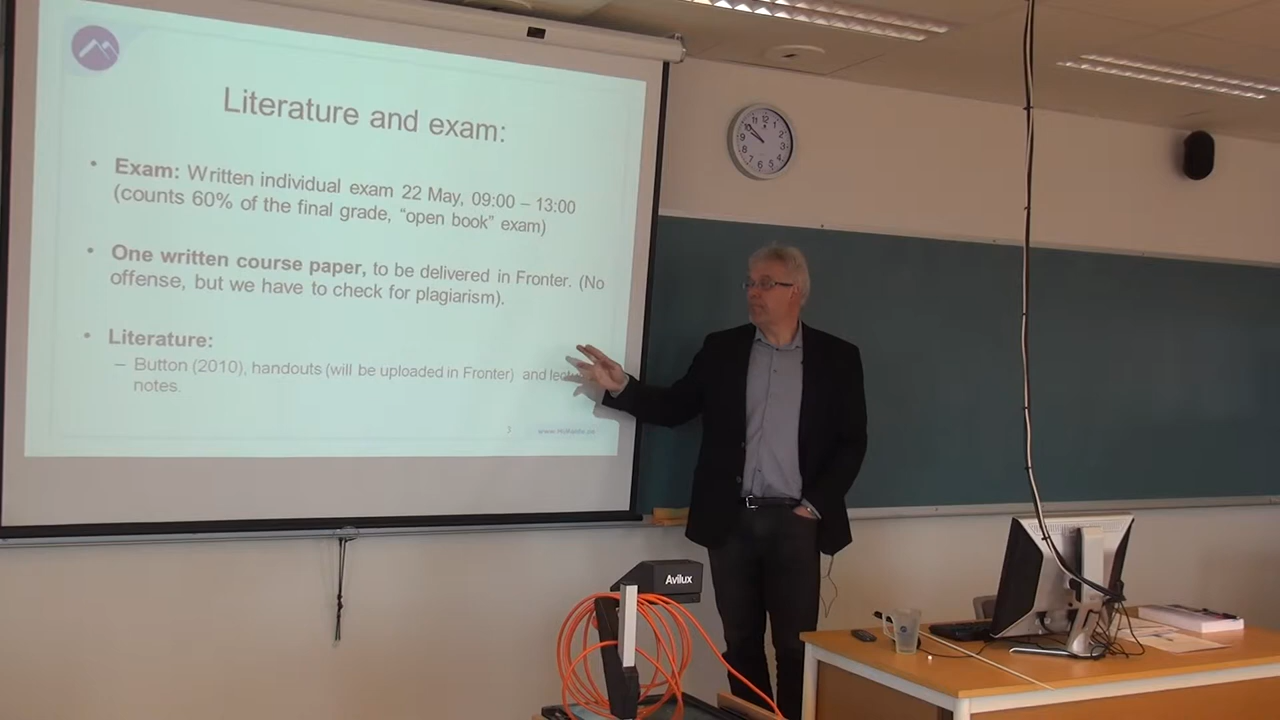 Literature and exam:
• Exam: Written individual exam 22 May, 09:00 – 13:00
(counts 60% of the final grade, “open book” exam)
• One written course paper, to be delivered in Fronter. (No
offense, but we have to check for plagiarism).
• Literature:
– Button (2010), handouts (will be uploaded in Fronter) and
notes.
3
Avilux